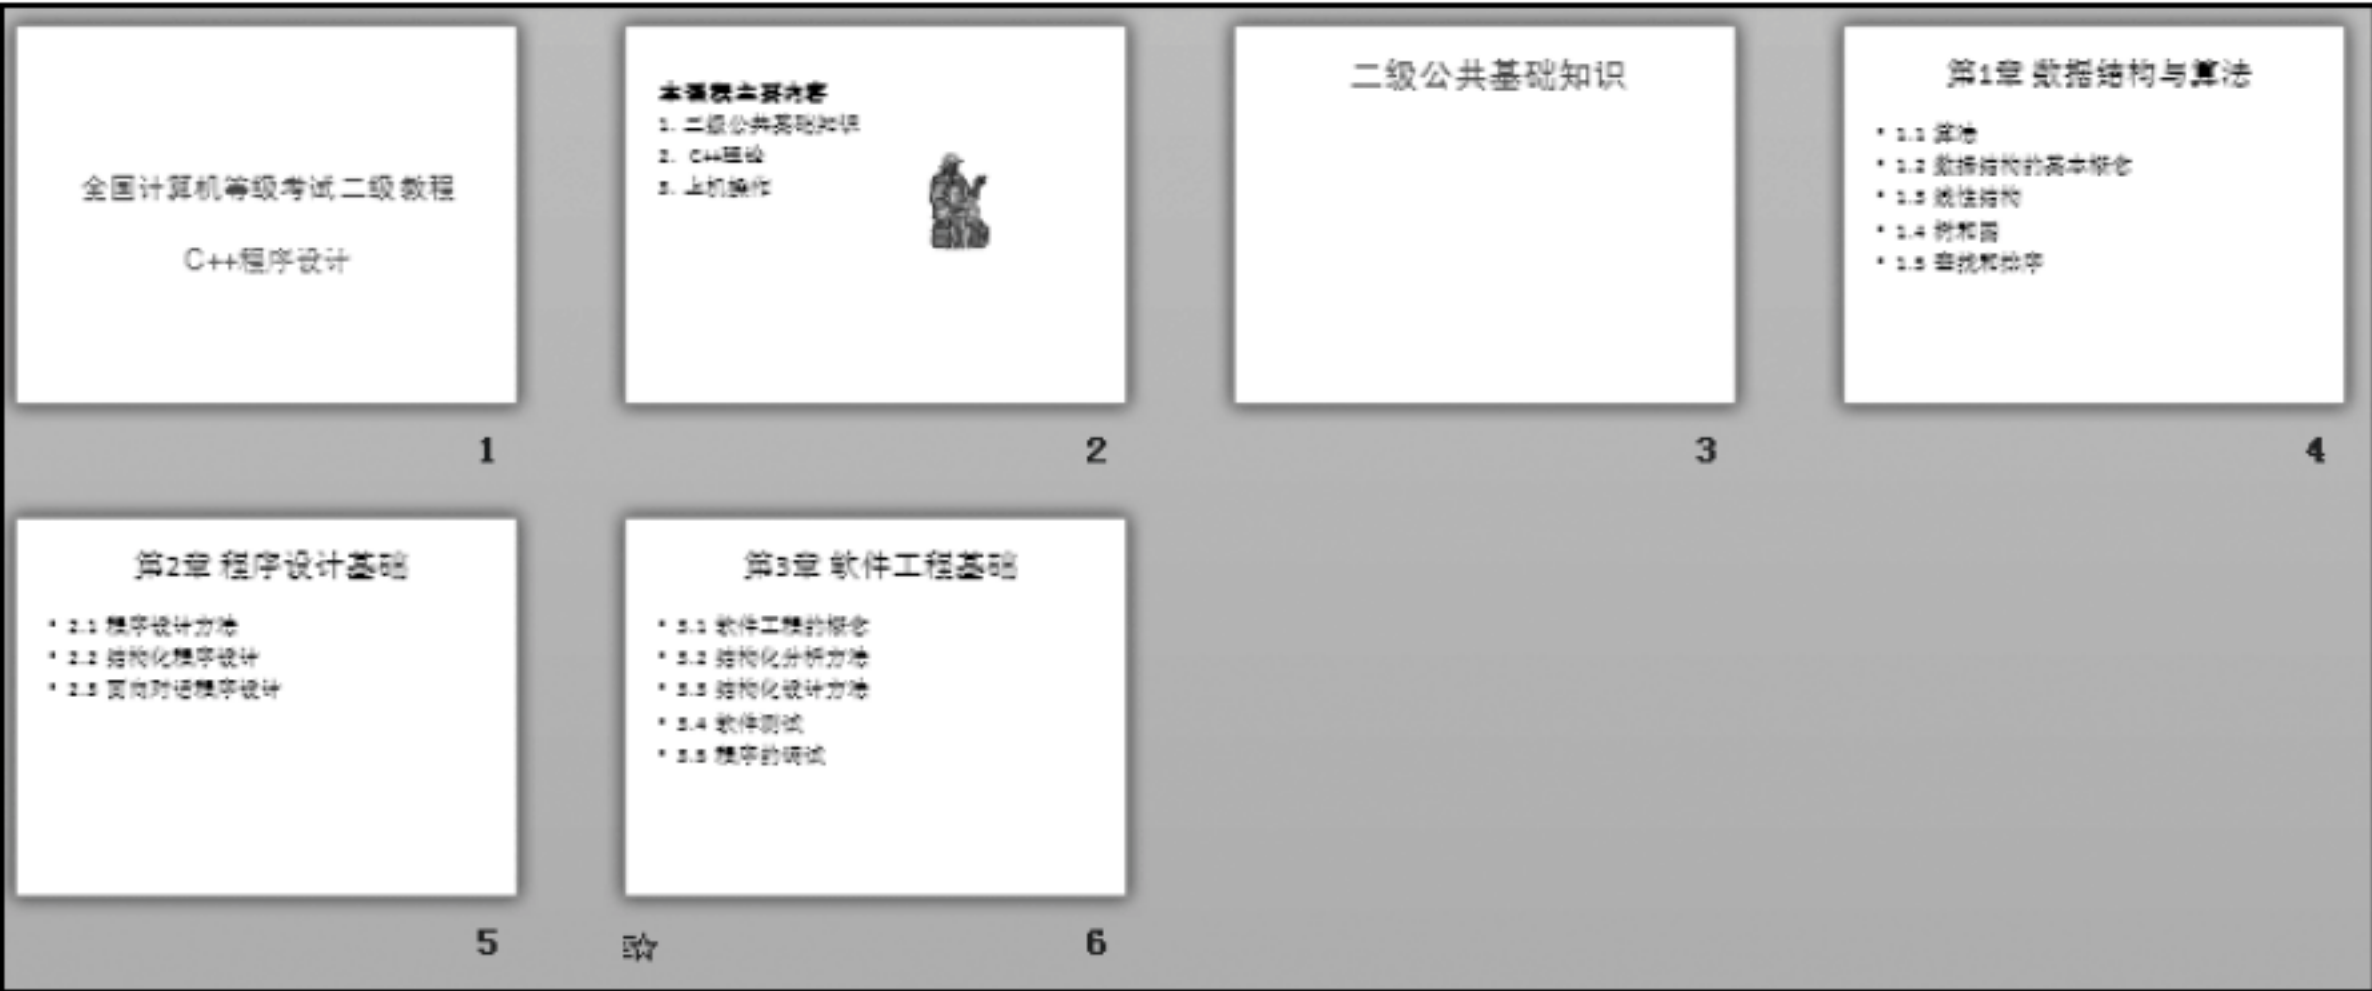 全国计算机等级考试二级教程
C++程序设计
1
本课程主要内容
1. 二级公共基础知识
2. C++理论
3. 上机操作
2
二级公共基础知识
3
第1章 数据结构与算法
• 1.1 算法
• 1.2 数据结构的基本概念
• 1.3 线性结构
• 1.4 树和图
• 1.5 查找和排序
4
第2章 程序设计基础
• 2.1 程序设计方法
• 2.2 结构化程序设计
• 2.3 面向对 程序设计
5
第3章 软件工程基础
• 3.1 软件工程的概念
• 3.2 结构化分析方法
• 3.3 结构化设计方法
• 3.4 软件测试
• 3.5 程序的调试
6